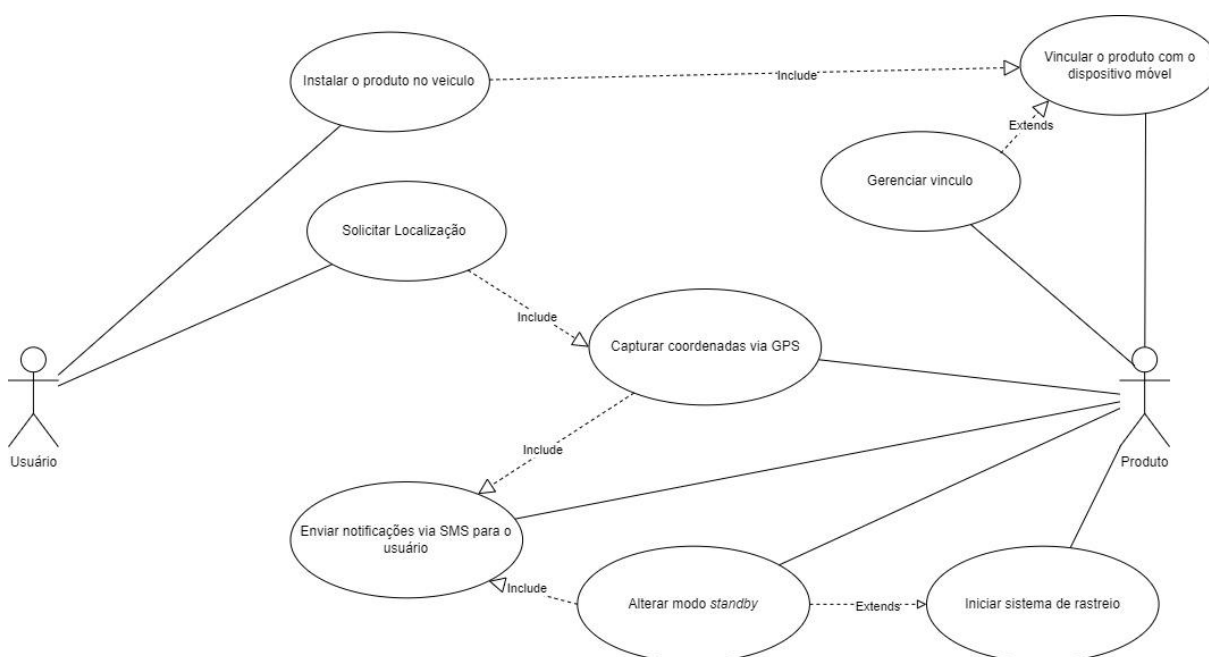 Vincular o produto com o
dispositivo móvel
Instalar o produto no veiculo
Include
Extends
Gerenciar vinculo
Solicitar Localização
Include
Capturar coordenadas via GPS
Include
Usuário
Produto
Enviar notificações via SMS para o
usuário
Include
Alterar modo standby
Extends
Iniciar sistema de rastreio